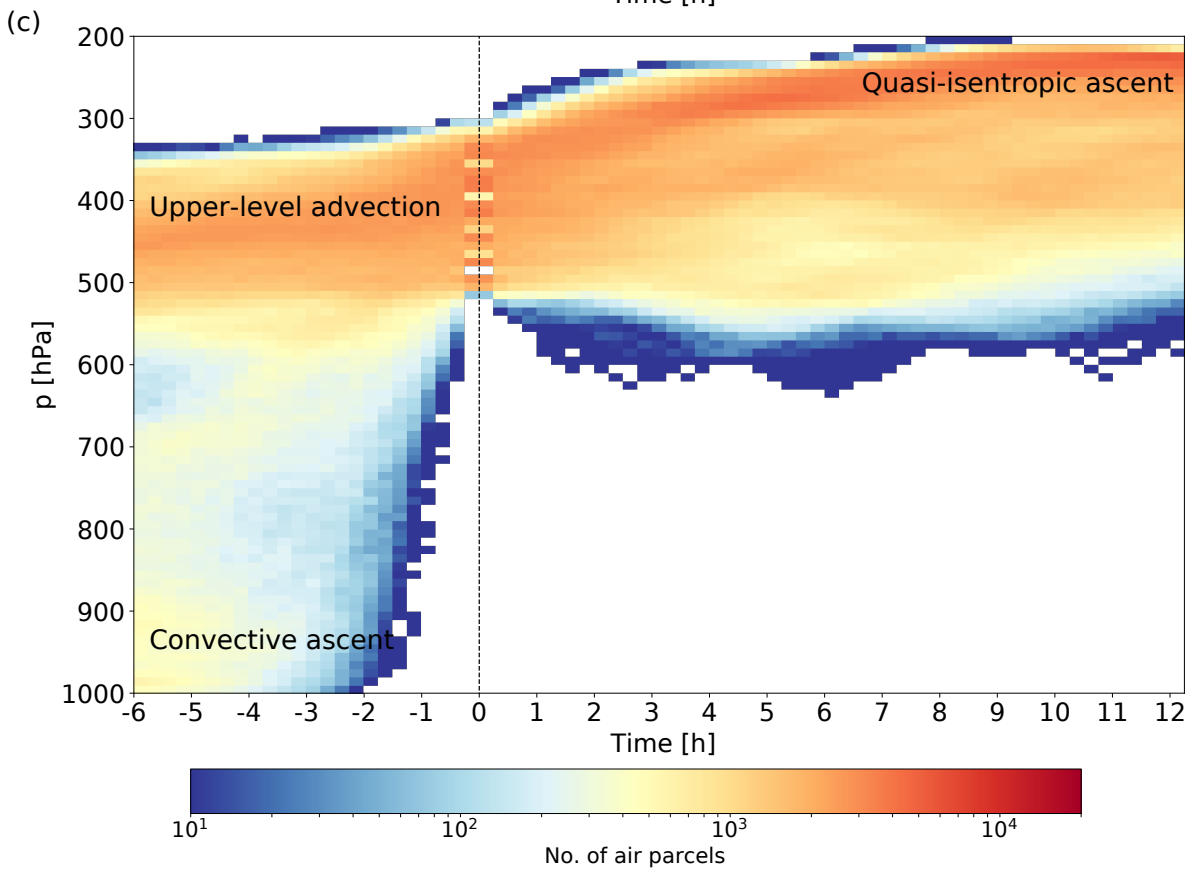 Time [h]
(c)
200
300
400
500
600
700
800
900
1000
p [hPa]
Quasi-isentropic ascent
Upper-level advection
Convective ascent
-6 -5 -4 -3 -2 -1 0 1 2 3 4 5 6 7 8 9 10 11 12
Time [h]
10¹ 10² 10³ 10⁴
No. of air parcels